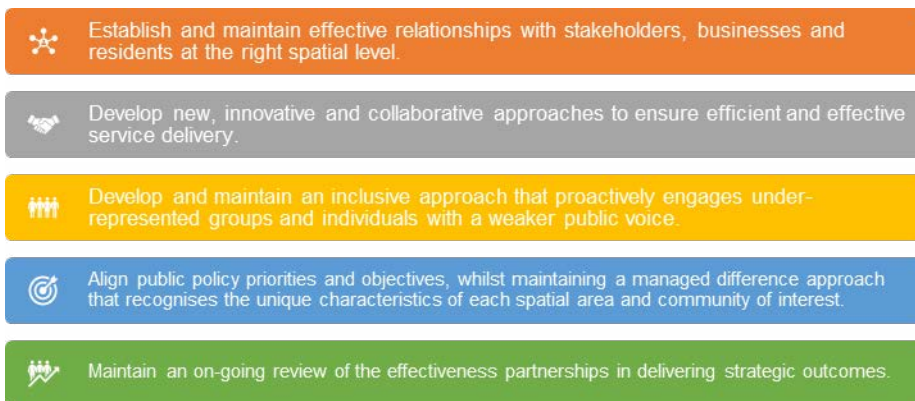 Establish and maintain effective relationships with stakeholders, businesses and
residents at the right spatial level.
Develop new, innovative and collaborative approaches to ensure efficient and effective
service delivery.
Develop and maintain an inclusive approach that proactively engages under-
represented groups and individuals with a weaker public voice.
Align public policy priorities and objectives, whilst maintaining a managed difference approach
that recognises the unique characteristics of each spatial area and community of interest.
Maintain an on-going review of the effectiveness partnerships in delivering strategic outcomes.